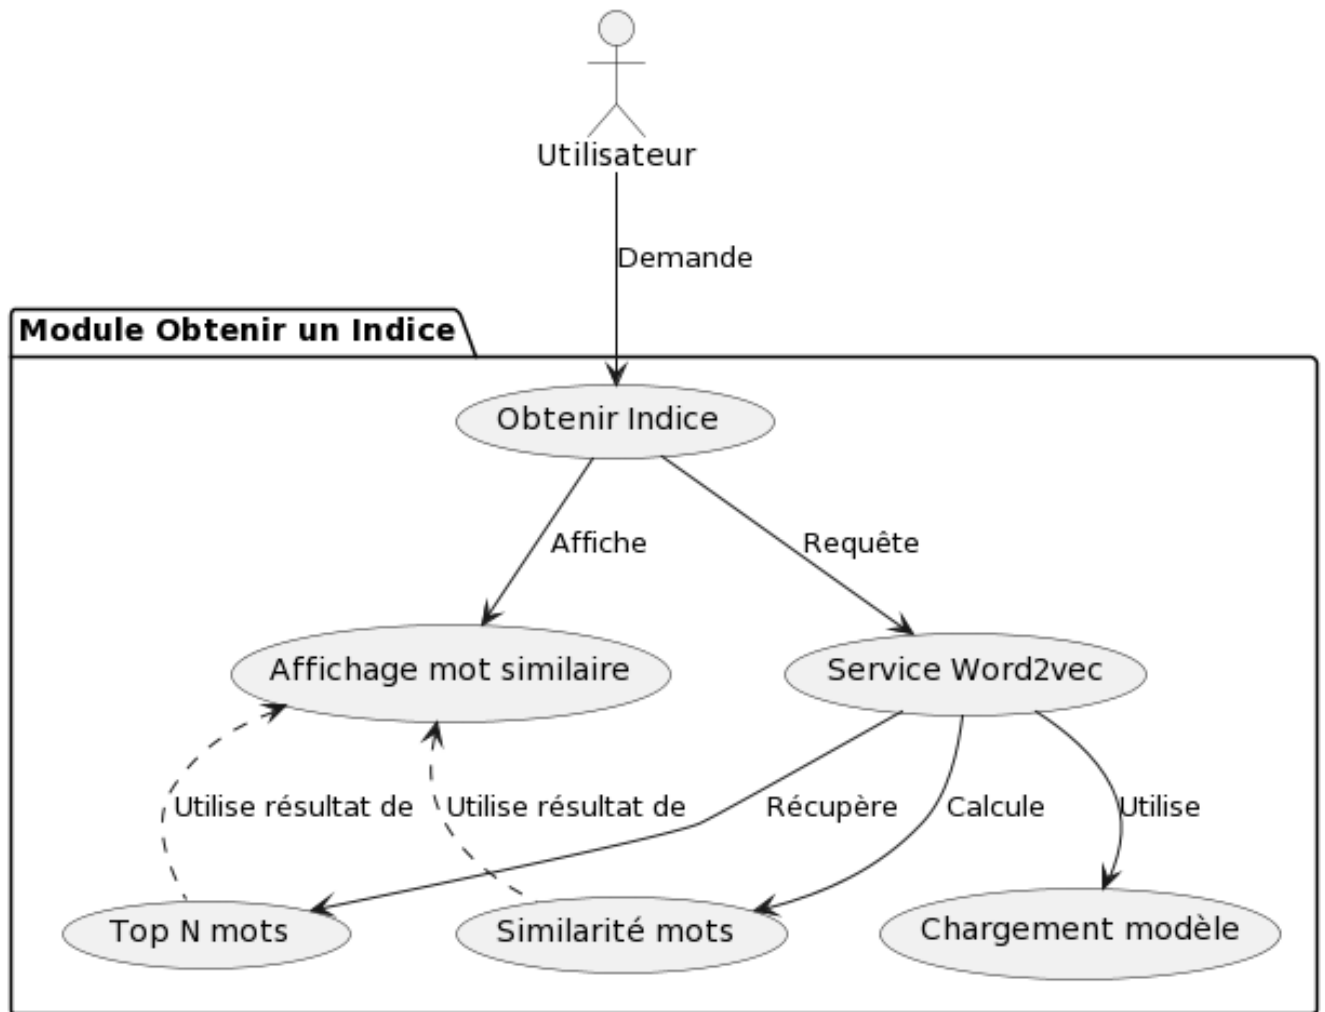 Utilisateur
Demande
Module Obtenir un Indice
Obtenir Indice
Affiche
Requête
Affichage mot similaire
Service Word2vec
Utilise résultat de
Utilise résultat de
Récupère
Calcule
Utilise
Top N mots
Similarité mots
Chargement modèle